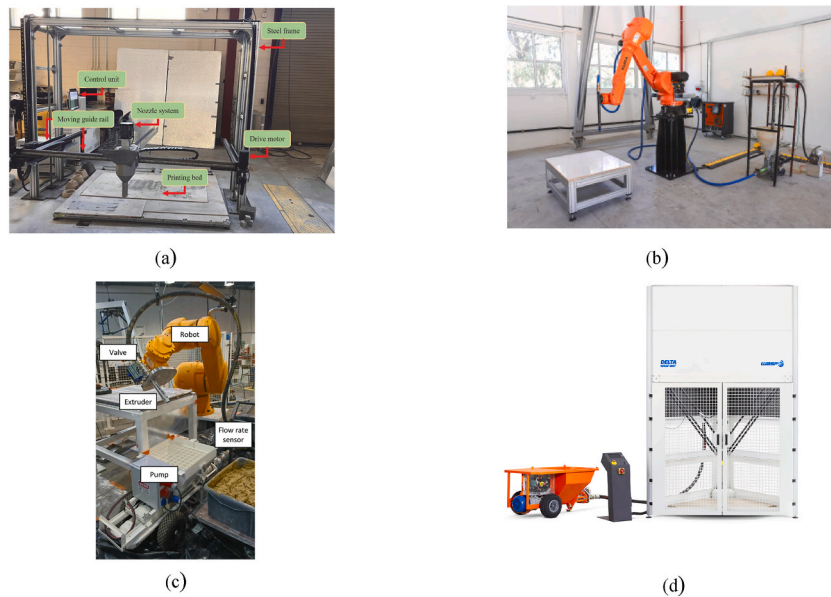 Steel frame
Control unit
Nozzle system
Moving guide rail
Drive motor
Printing bed
(a)
(b)
Robot
Valve
Extruder
Flow rate
sensor
Pump
(c)
DELTA
WASP
(d)